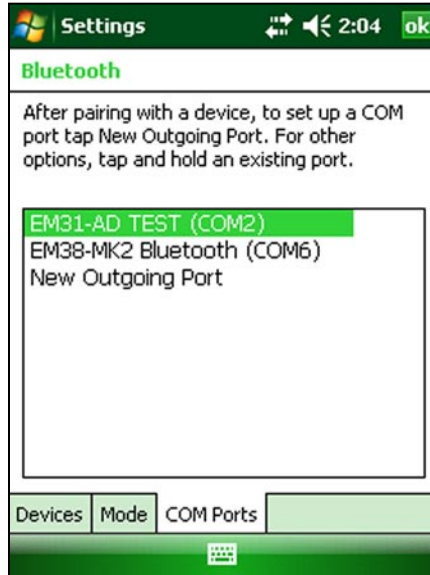 Settings 2:04 ok
Bluetooth
After pairing with a device, to set up a COM
port tap New Outgoing Port. For other
options, tap and hold an existing port.
EM31-AD TEST (COM2)
EM38-MK2 Bluetooth (COM6)
New Outgoing Port
Devices Mode COM Ports